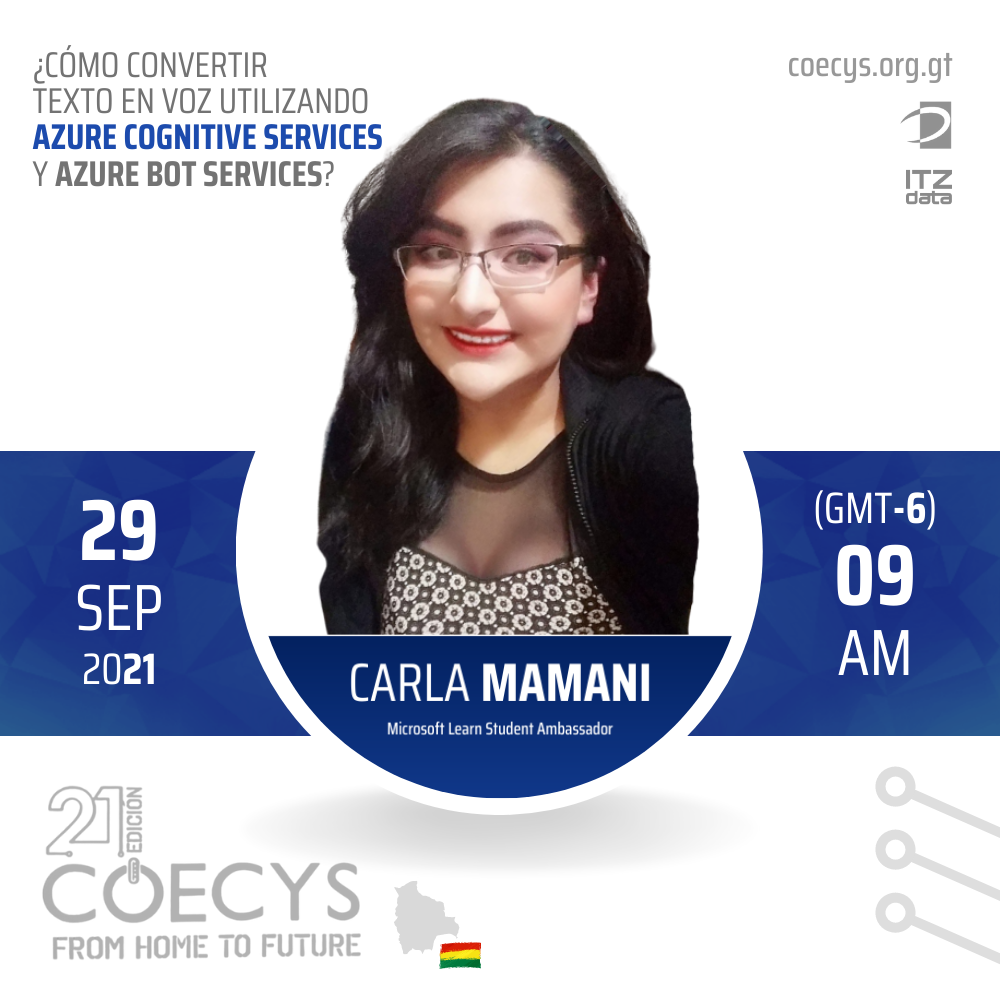 ¿CÓMO CONVERTIR
TEXTO EN VOZ UTILIZANDO
AZURE COGNITIVE SERVICES
Y AZURE BOT SERVICES?
coecys.org.gt
ITZ
data
29
SEP
2021
(GMT-6)
09
AM
CARLA MAMANI
Microsoft Learn Student Ambassador
21 EDICIÓN
COECYS
FROM HOME TO FUTURE